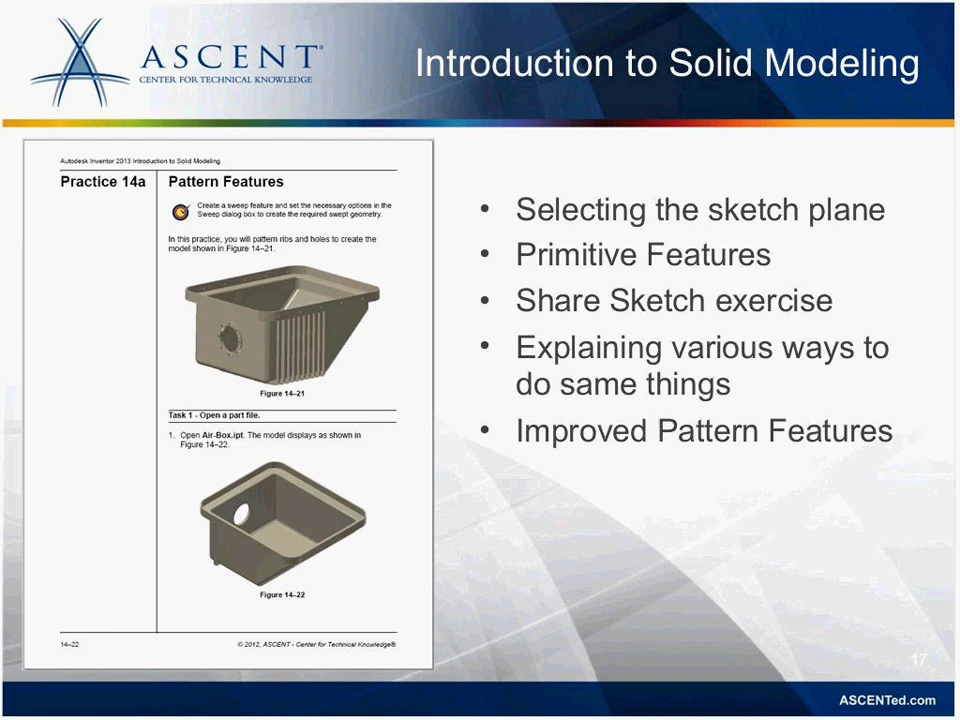 ASCENT®
CENTER FOR TECHNICAL KNOWLEDGE
Introduction to Solid Modeling
Autodesk Inventor 2013 Introduction to Solid Modeling
Practice 14a
Pattern Features
Create a sweep feature and set the necessary options in the
Sweep dialog box to create the required swept geometry.
In this practice, you will pattern ribs and holes to create the
model shown in Figure 14–21.
Figure 14–21
Task 1 - Open a part file.
1. Open Air-Box.ipt. The model displays as shown in
Figure 14–22.
Figure 14–22
14–22
© 2012, ASCENT - Center for Technical Knowledge®
• Selecting the sketch plane
• Primitive Features
• Share Sketch exercise
• Explaining various ways to
do same things
• Improved Pattern Features
17
ASCENTed.com